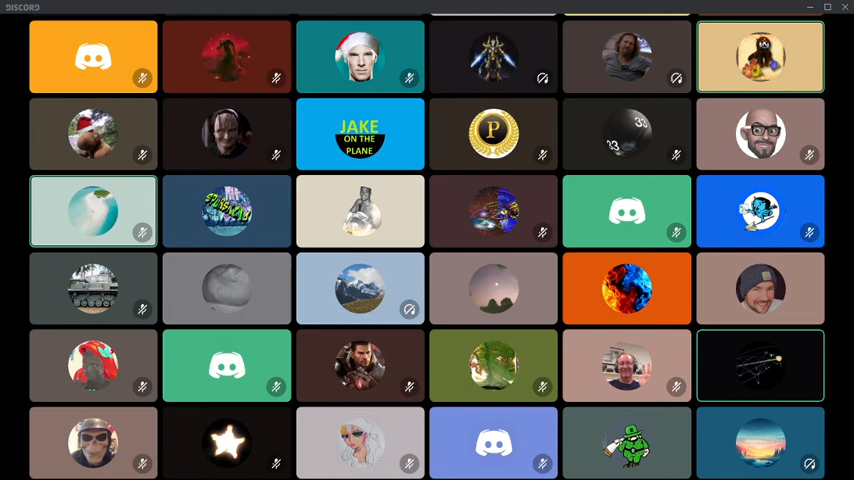 DISCORD
JAKE
ON THE
PLANE
P
33
33